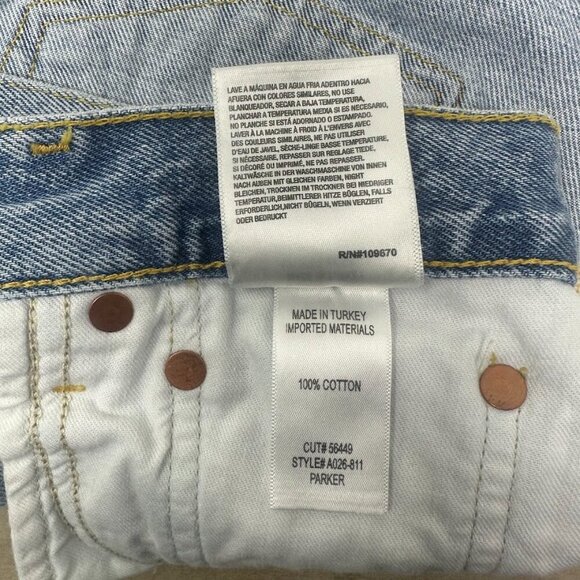 LAVE A MÁQUINA EN AGUA FRIA ADENTRO HACIA
AFUERA CON COLORES SIMILARES, NO USE
BLANQUEADOR, SECAR A BAJA TEMPERATURA,
PLANCHAR A TEMPERATURA MEDIA SI ES NECESARIO,
NO PLANCHE SI ESTÁ ADORNADO O ESTAMPADO.
LAVER À LA MACHINE À FROID À L'ENVERS AVEC
DES COULEURS SIMILAIRES, NE PAS UTILISER
D'EAU DE JAVEL, SÈCHE-LINGE BASSE TEMPÉRATURE,
SI NÉCESSAIRE, REPASSER SUR RÉGLAGE TIÈDE,
SI DÉCORÉ OU IMPRIMÉ, NE PAS REPASSER.
KALTWÄSCHE IN DER WASCHMASCHINE VON INNEN
NACH AUßEN MIT GLEICHEN FARBEN, NIGHT
BLEICHEN, TROCKNEN IM TROCKNER BEI NIEDRIGER
TEMPERATUR,BEIMITTLERER HITZE BÜGLEN, FALLS
ERFORDERLICH,NICHT BÜGELN, WENN VERZIERT
ODER BEDRUCKT
R/N#109670
MADE IN TURKEY
IMPORTED MATERIALS
100% COTTON
CUT# 56449
STYLE# A026-811
PARKER